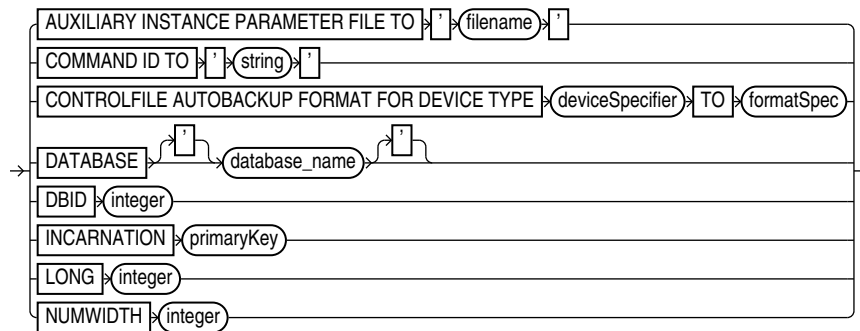 AUXILIARY INSTANCE PARAMETER FILE TO ' filename '
COMMAND ID TO ' string '
CONTROLFILE AUTOBACKUP FORMAT FOR DEVICE TYPE deviceSpecifier TO formatSpec
DATABASE ' database_name '
DBID integer
INCARNATION primaryKey
LONG integer
NUMWIDTH integer